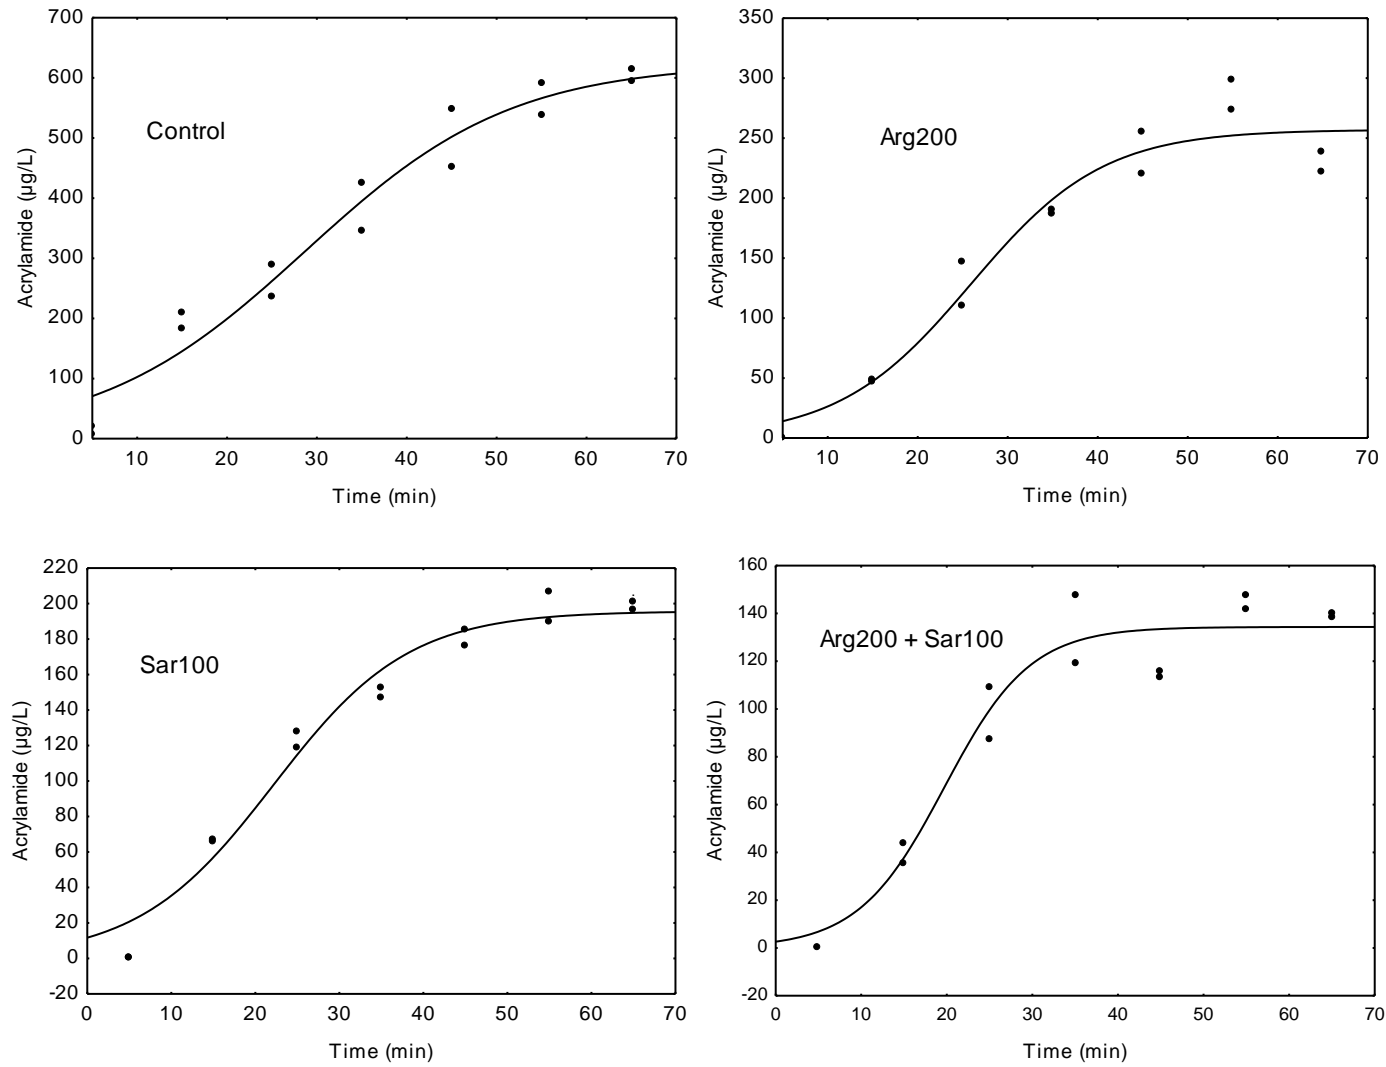 700
600
500
400
300
200
100
0
Acrylamide (µg/L)
Control
10 20 30 40 50 60 70
Time (min)
350
300
250
200
150
100
50
0
Acrylamide (µg/L)
Arg200
10 20 30 40 50 60 70
Time (min)
220
200
180
160
140
120
100
80
60
40
20
0
-20
Acrylamide (µg/L)
Sar100
0 10 20 30 40 50 60 70
Time (min)
160
140
120
100
80
60
40
20
0
-20
Acrylamide (µg/L)
Arg200 + Sar100
0 10 20 30 40 50 60 70
Time (min)